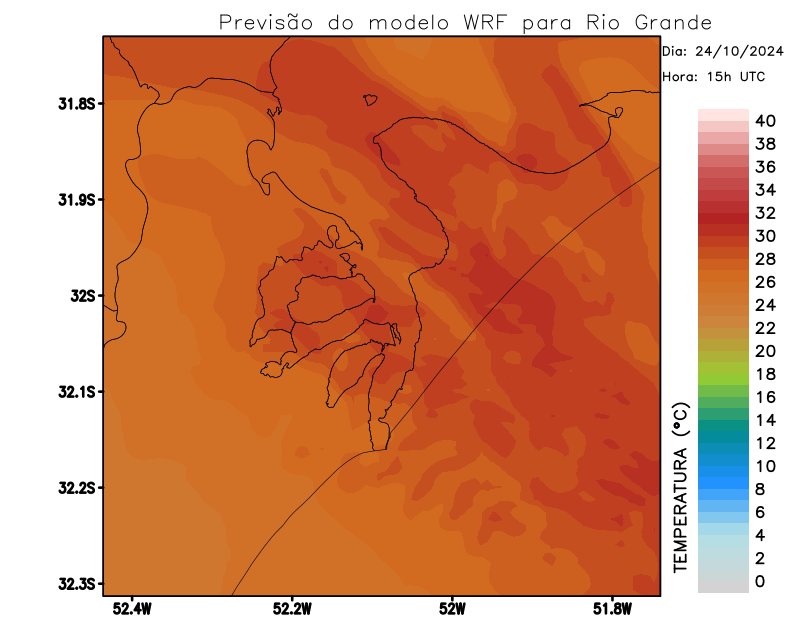 Previsão do modelo WRF para Rio Grande
Dia: 24/10/2024
Hora: 15h UTC
31.8S
31.9S
32S
32.1S
32.2S
32.3S
52.4W
52.2W
52W
51.8W
40
38
36
34
32
30
28
26
24
22
20
18
16
14
12
10
8
6
4
2
0
TEMPERATURA (°C)